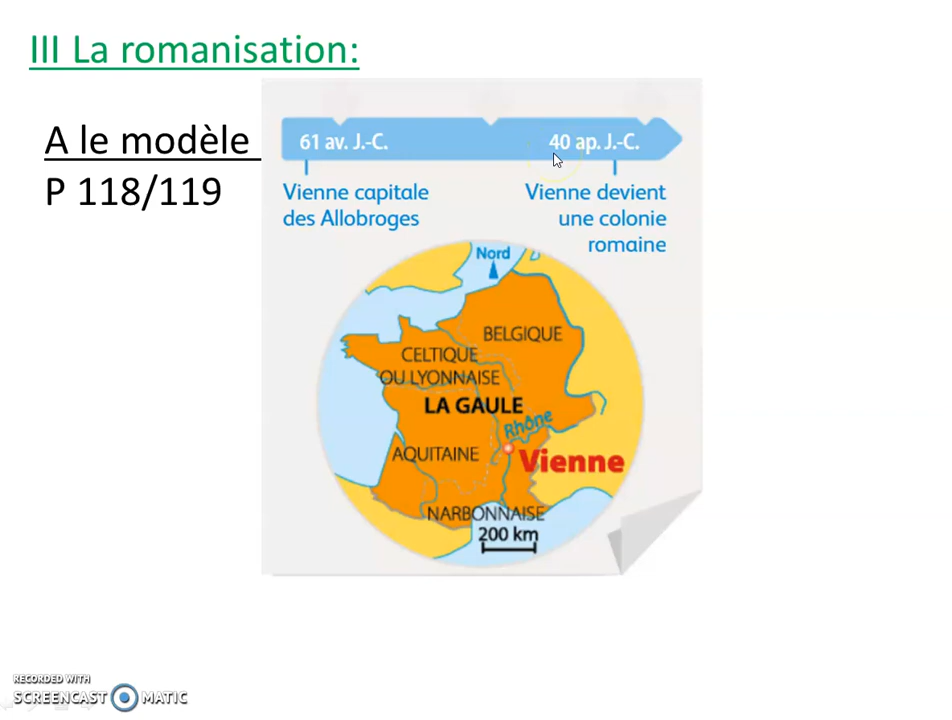 III La romanisation:
A le modèle
P 118/119
61 av. J.-C.
40 ap. J.-C.
Vienne capitale
des Allobroges
Vienne devient
une colonie
romaine
Nord
BELGIQUE
CELTIQUE
OU LYONNAISE
LA GAULE
Rhône
AQUITAINE
Vienne
NARBONNAISE
200 km
RECORDED WITH
SCREENCAST MATIC